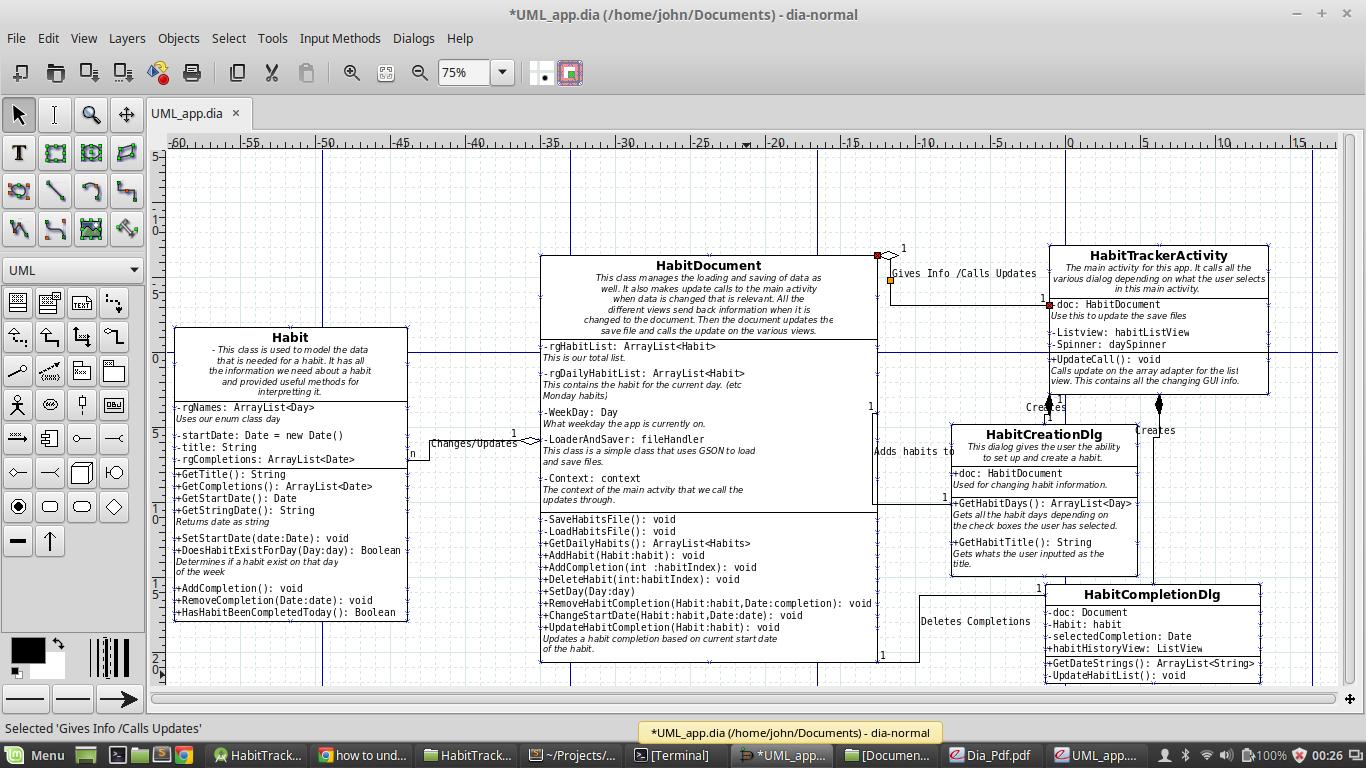 *UML_app.dia (/home/john/Documents) - dia-normal
File Edit View Layers Objects Select Tools Input Methods Dialogs Help
75%
UML_app.dia
-60 -55 -50 -45 -40 -35 -30 -25 -20 -15 -10 -5 0 5 10 15
UML
Habit
- This class is used to model the data
that is needed for a habit. It has all
the information we need about a habit
and provided useful methods for
interpretting it.
-rgNames: ArrayList<Day>
Uses our enum class day
-startDate: Date = new Date()
-title: String
-rgCompletions: ArrayList<Date>
+GetTitle(): String
+GetCompletions(): ArrayList<Date>
+GetStartDate(): Date
+GetStringDate(): String
Returns date as string
+SetStartDate(date:Date): void
+DoesHabitExistForDay(Day:day): Boolean
Determines if a habit exist on that day
of the week
+AddCompletion(): void
+RemoveCompletion(Date:date): void
+HasHabitBeenCompletedToday(): Boolean
n
Changes/Updates
1
HabitDocument
This class manages the loading and saving of data as
well. It also makes update calls to the main activity
when data is changed that is relevant. All the
different views send back information when it is
changed to the document. Then the document updates the
save file and calls the update on the various views.
-rgHabitList: ArrayList<Habit>
This is our total list.
-rgDailyHabitList: ArrayList<Habit>
This contains the habit for the current day. (etc
Monday habits)
-WeekDay: Day
What weekday the app is currently on.
-LoaderAndSaver: fileHandler
This class is a simple class that uses GSON to load
and save files.
-Context: context
The context of the main actvity that we call the
updates through.
-SaveHabitsFile(): void
-LoadHabitsFile(): void
+GetDailyHabits(): ArrayList<Habits>
+AddHabit(Habit:habit): void
+AddCompletion(int :habitIndex): void
+DeleteHabit(int:habitIndex): void
+SetDay(Day:day)
+RemoveHabitCompletion(Habit:habit,Date:completion): void
+ChangeStartDate(Habit:habit,Date:date): void
+UpdateHabitCompletion(Habit:habit): void
Updates a habit completion based on current start date
of the habit.
1
Gives Info /Calls Updates
1
HabitTrackerActivity
The main activity for this app. It calls all the
various dialog depending on what the user selects
in this main activity.
-doc: HabitDocument
Use this to update the save files
-Listview: habitListView
-Spinner: daySpinner
+UpdateCall(): void
Calls update on the array adapter for the list
view. This contains all the changing GUI info.
1
Creates
1
Creates
1
Adds habits to
1
HabitCreationDlg
This dialog gives the user the ability
to set up and create a habit.
+doc: HabitDocument
Used for changing habit information.
+GetHabitDays(): ArrayList<Day>
Gets all the habit days depending on
the check boxes the user has selected.
+GetHabitTitle(): String
Gets whats the user inputted as the
title.
1
Deletes Completions
1
HabitCompletionDlg
-doc: Document
-Habit: habit
-selectedCompletion: Date
+habitHistoryView: ListView
+GetDateStrings(): ArrayList<String>
-UpdateHabitList(): void
Selected 'Gives Info /Calls Updates'
*UML_app.dia (/home/john/Documents) - dia-normal
Menu HabitTrack... how to und... HabitTrack... ~/Projects/... [Terminal] *UML_app... [Documen... Dia_Pdf.pdf UML_app.... 100% 00:26